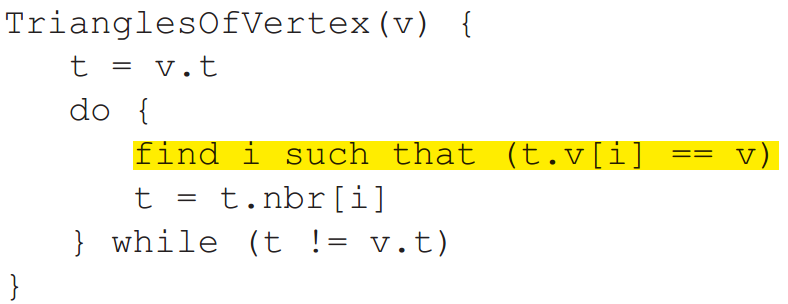 TrianglesOfVertex(v) {
    t = v.t
    do {
        find i such that (t.v[i] == v)
        t = t.nbr[i]
    } while (t != v.t)
}